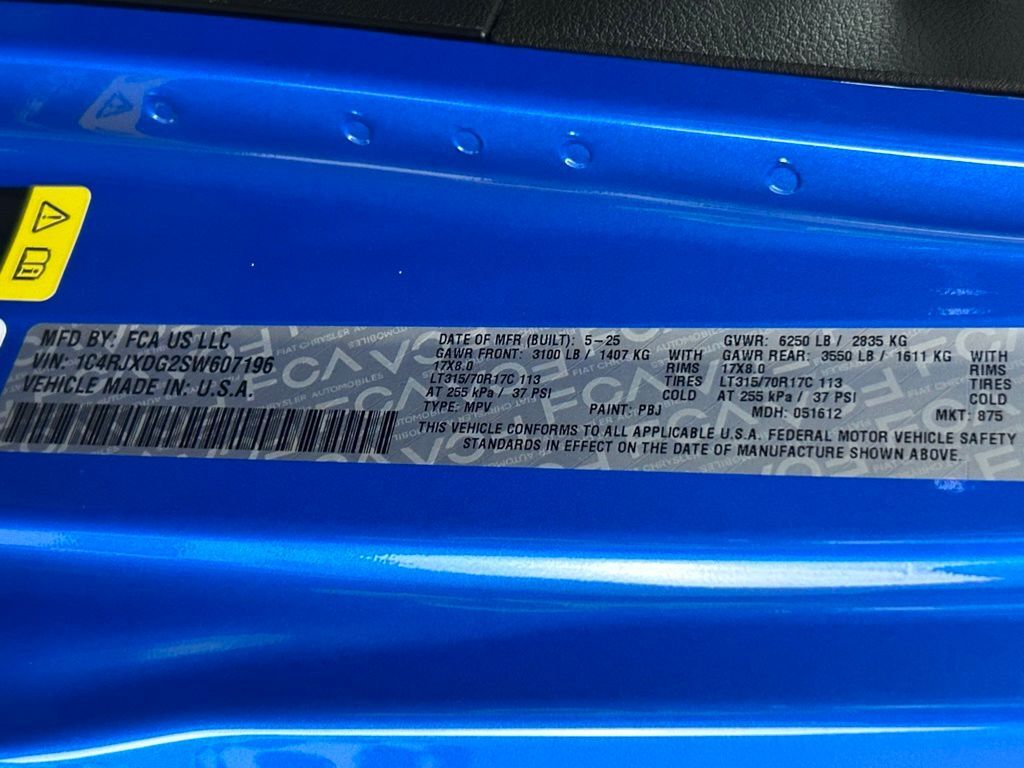 MFD BY: FCA US LLC
VIN: 1C4RJXDG2SW607196
VEHICLE MADE IN: U.S.A.
DATE OF MFR (BUILT): 5-25
GAWR FRONT: 3100 LB / 1407 KG WITH
17X8.0 RIMS
LT315/70R17C 113 TIRES
AT 255 kPa / 37 PSI COLD
TYPE: MPV PAINT: PBJ
GVWR: 6250 LB / 2835 KG
GAWR REAR: 3550 LB / 1611 KG WITH
17X8.0 RIMS
LT315/70R17C 113 TIRES
AT 255 kPa / 37 PSI COLD
MDH: 051612 MKT: 875
THIS VEHICLE CONFORMS TO ALL APPLICABLE U.S.A. FEDERAL MOTOR VEHICLE SAFETY
STANDARDS IN EFFECT ON THE DATE OF MANUFACTURE SHOWN ABOVE.